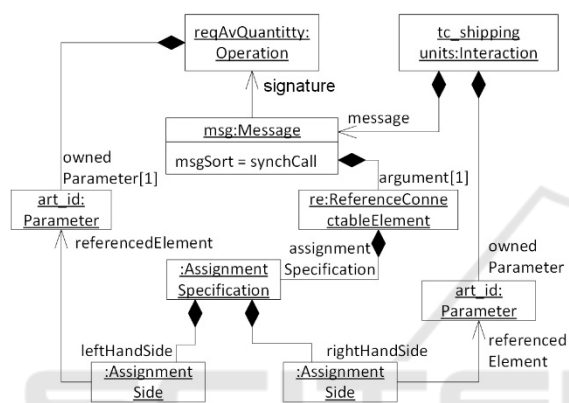 reqAvQuantitty:
Operation
tc_shipping
units:Interaction
signature
message
msg:Message
msgSort = synchCall
owned
Parameter[1]
argument[1]
art_id:
Parameter
re:ReferenceConne
ctableElement
referencedElement
assignment
Specification
owned
Parameter
:Assignment
Specification
art_id:
Parameter
leftHandSide
rightHandSide
referenced
Element
:Assignment
Side
:Assignment
Side